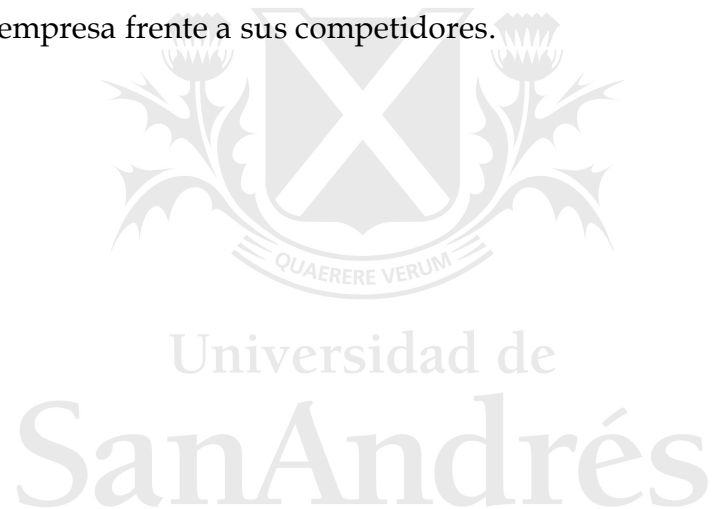 empresa frente a sus competidores.
QUAERERE VERUM
Universidad de
SanAndrés